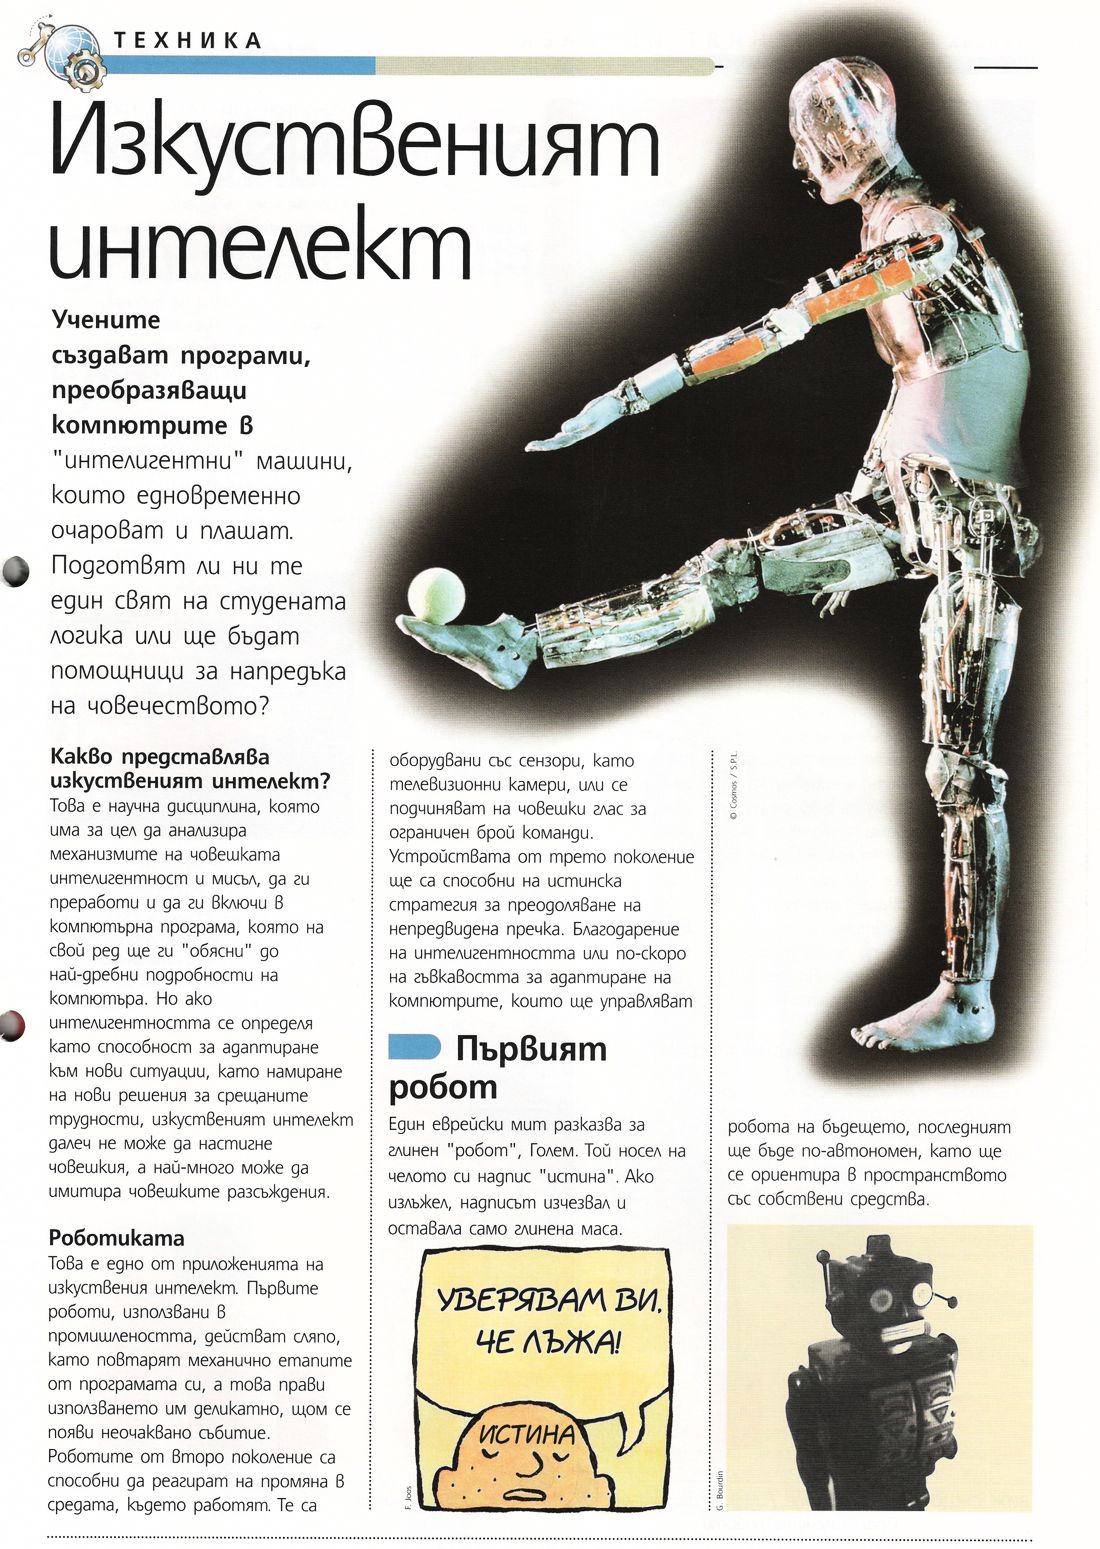 ТЕХНИКА
Изкуственият
интелект
Учените
създават програми,
преобразяващи
компютрите в
"интелигентни" машини,
които едновременно
очароват и плашат.
Подготвят ли ни те
един свят на студената
логика или ще бъдат
помощници за напредъка
на човечеството?
Какво представлява
изкуственият интелект?
Това е научна дисциплина, която
има за цел да анализира
механизмите на човешката
интелигентност и мисъл, да ги
преработи и да ги включи в
компютърна програма, която на
свой ред ще ги "обясни" до
най-дребни подробности на
компютъра. Но ако
интелигентността се определя
като способност за адаптиране
към нови ситуации, като намиране
на нови решения за срещаните
трудности, изкуственият интелект
далеч не може да настигне
човешкия, а най-много може да
имитира човешките разсъждения.
Роботиката
Това е едно от приложенията на
изкуствения интелект. Първите
роботи, използвани в
промишлеността, действат сляпо,
като повтарят механично етапите
от програмата си, а това прави
използването им деликатно, щом се
появи неочаквано събитие.
Роботите от второ поколение са
способни да реагират на промяна в
средата, където работят. Те са
оборудвани със сензори, като
телевизионни камери, или се
подчиняват на човешки глас за
ограничен брой команди.
Устройствата от трето поколение
ще са способни на истинска
стратегия за преодоляване на
непредвидена пречка. Благодарение
на интелигентността или по-скоро
на гъвкавостта за адаптиране на
компютрите, които ще управляват
Първият
робот
Един еврейски мит разказва за
глинен "робот", Голем. Той носел на
челото си надпис "истина". Ако
излъжел, надписът изчезвал и
оставала само глинена маса.
УВЕРЯВАМ ВИ,
ЧЕ ЛЪЖА!
ИСТИНА
F. Joos
© Cosmos / S.P.L.
робота на бъдещето, последният
ще бъде по-автономен, като ще
се ориентира в пространството
със собствени средства.
G. Bourdin